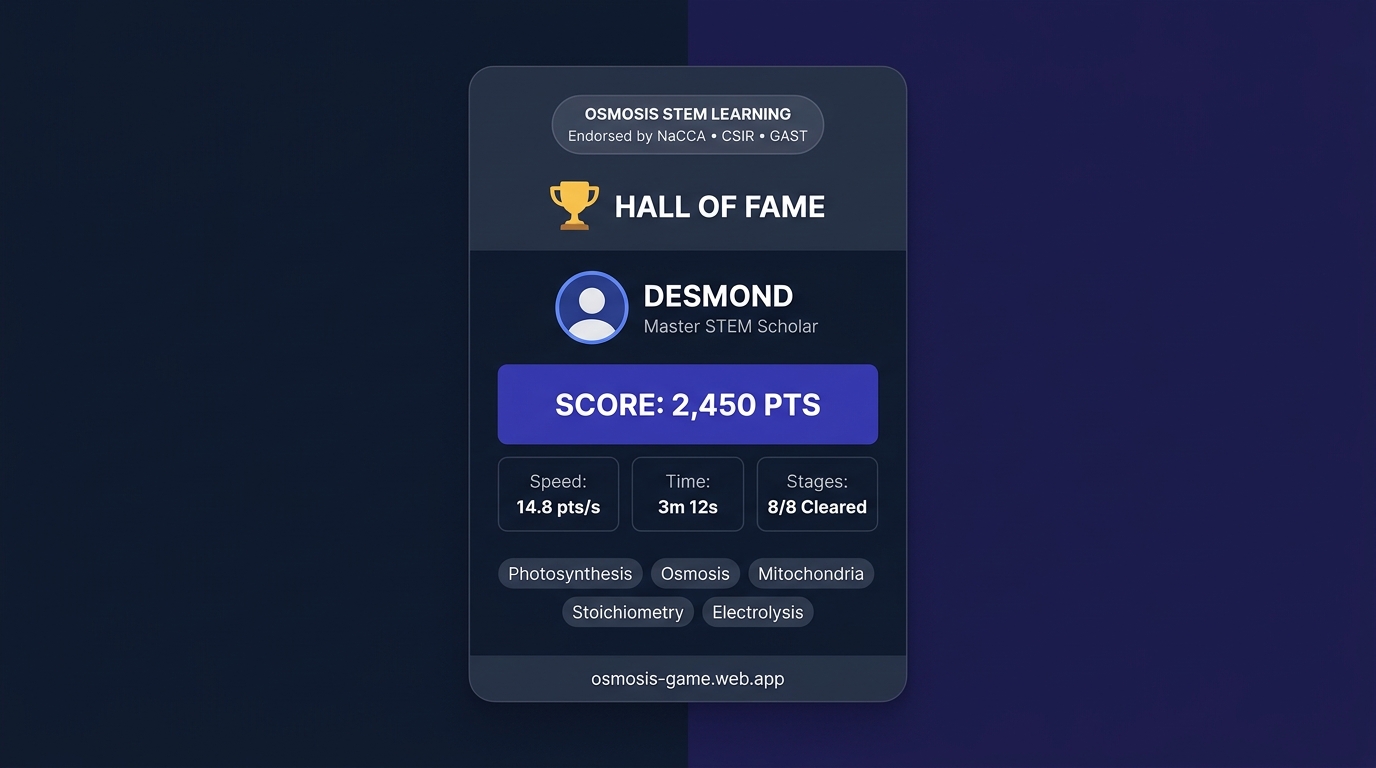 OSMOSIS STEM LEARNING
Endorsed by NaCCA • CSIR • GAST
HALL OF FAME
DESMOND
Master STEM Scholar
SCORE: 2,450 PTS
Speed:
14.8 pts/s
Time:
3m 12s
Stages:
8/8 Cleared
Photosynthesis
Osmosis
Mitochondria
Stoichiometry
Electrolysis
osmosis-game.web.app